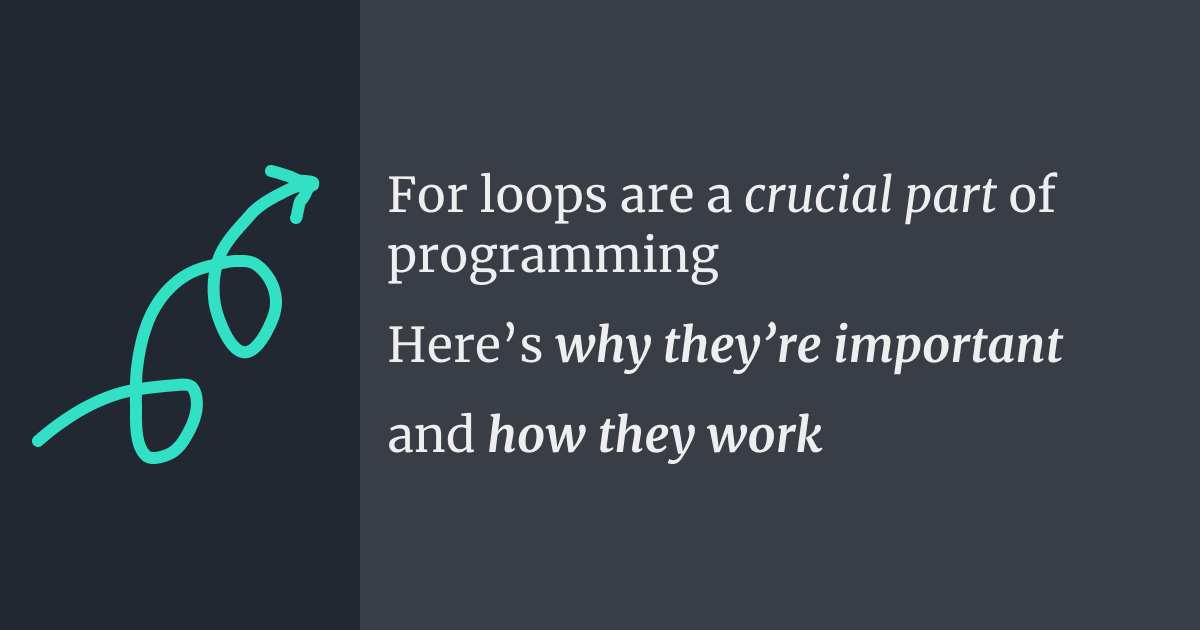 For loops are a crucial part of
programming
Here’s why they’re important
and how they work